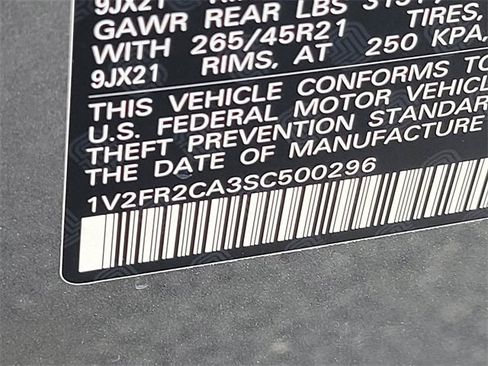 9JX21
GAWR REAR LBS
TIRES,
WITH 265/45R21
9JX21 RIMS, AT 250 KPA,
THIS VEHICLE CONFORMS TO
U.S. FEDERAL MOTOR VEHICL
THEFT PREVENTION STANDAR
THE DATE OF MANUFACTURE
1V2FR2CA3SC500296